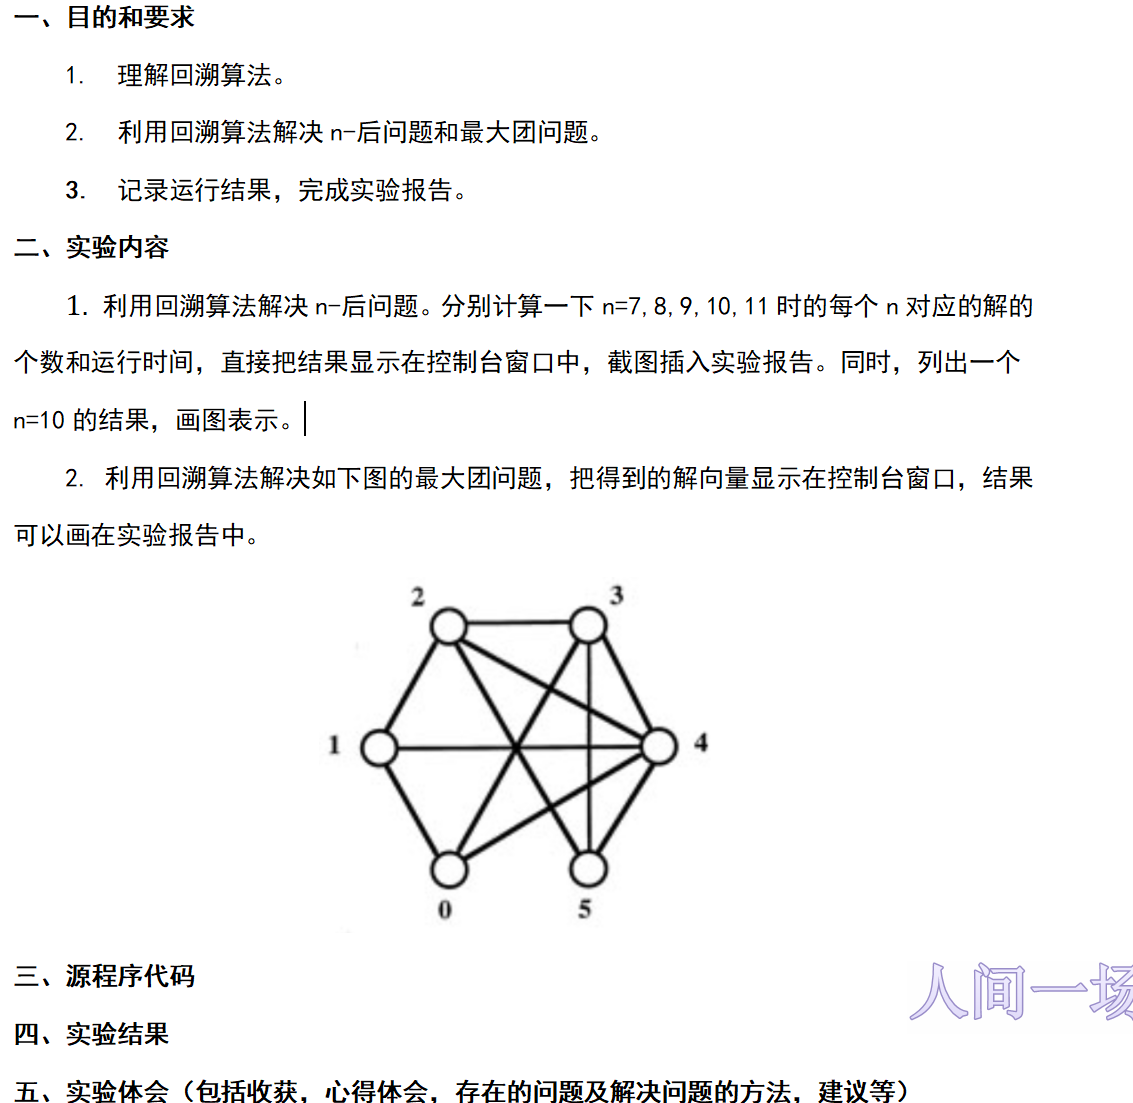 一、目的和要求
1. 理解回溯算法。
2. 利用回溯算法解决 n-后问题和最大团问题。
3. 记录运行结果，完成实验报告。
二、实验内容
1. 利用回溯算法解决 n-后问题。分别计算一下 n=7,8,9,10,11 时的每个 n 对应的解的
个数和运行时间，直接把结果显示在控制台窗口中，截图插入实验报告。同时，列出一个
n=10 的结果，画图表示。
2. 利用回溯算法解决如下图的最大团问题，把得到的解向量显示在控制台窗口，结果
可以画在实验报告中。
2 3
1 4
0 5
三、源程序代码
人间一场
四、实验结果
五、实验体会（包括收获，心得体会，存在的问题及解决问题的方法，建议等）